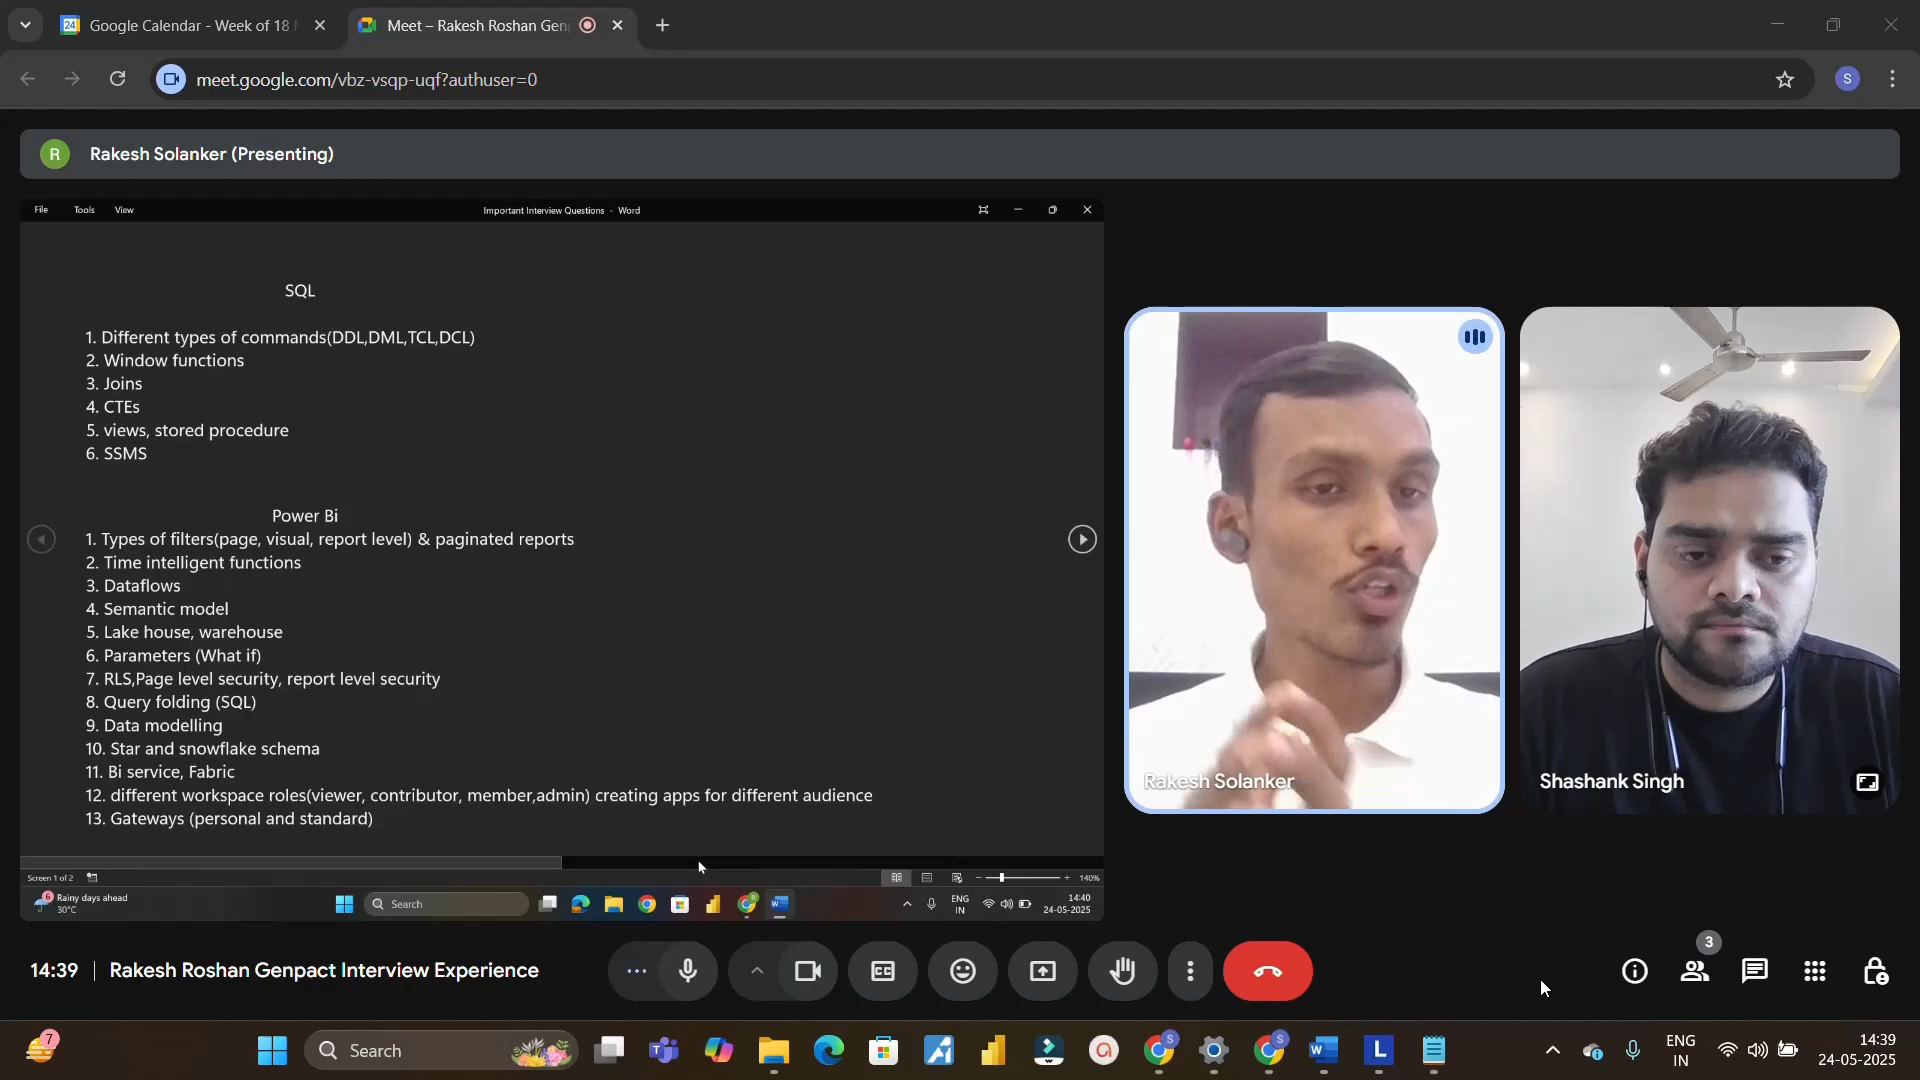 Google Calendar - Week of 18
Meet – Rakesh Roshan Gen
meet.google.com/vbz-vsqp-uqf?authuser=0
S
R
Rakesh Solanker (Presenting)
File Tools View
Important Interview Questions - Word
SQL
1. Different types of commands(DDL,DML,TCL,DCL)
2. Window functions
3. Joins
4. CTEs
5. views, stored procedure
6. SSMS
Power Bi
1. Types of filters(page, visual, report level) & paginated reports
2. Time intelligent functions
3. Dataflows
4. Semantic model
5. Lake house, warehouse
6. Parameters (What if)
7. RLS,Page level security, report level security
8. Query folding (SQL)
9. Data modelling
10. Star and snowflake schema
11. Bi service, Fabric
12. different workspace roles(viewer, contributor, member,admin) creating apps for different audience
13. Gateways (personal and standard)
Screen 1 of 2
140%
Rainy days ahead
30°C
Search
ENG
IN
14:40
24-05-2025
Rakesh Solanker
Shashank Singh
14:39 | Rakesh Roshan Genpact Interview Experience
CC
3
7
Search
ENG
IN
14:39
24-05-2025